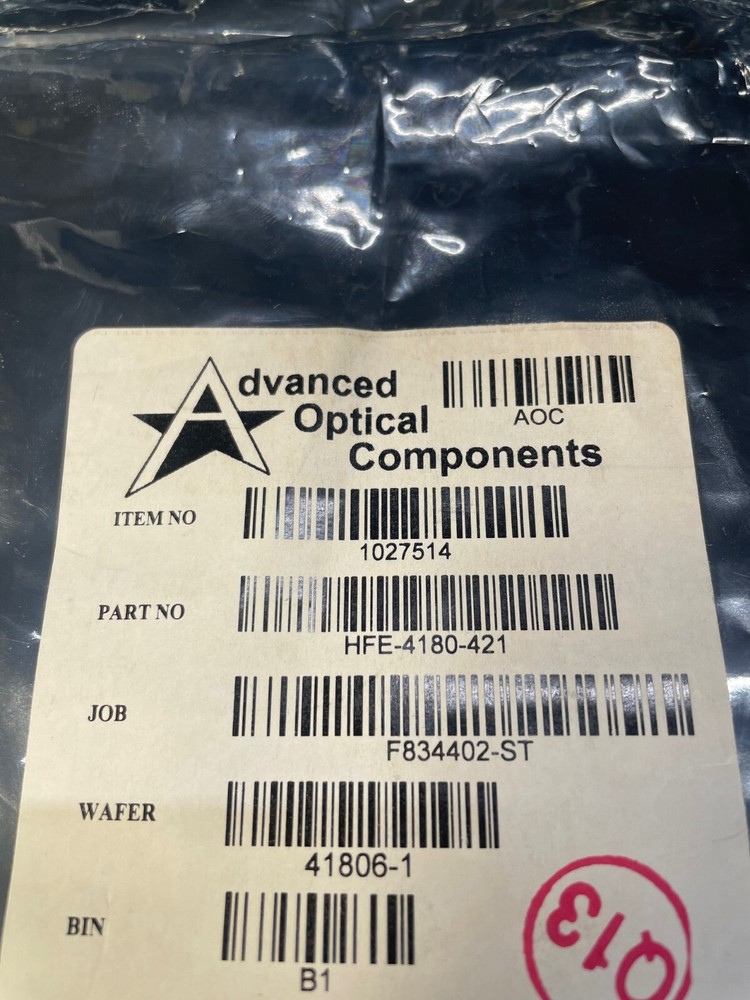 Advanced
Optical
Components
AOC
ITEM NO
1027514
PART NO
HFE-4180-421
JOB
F834402-ST
WAFER
41806-1
BIN
B1